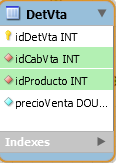 DetVta
idDetVta INT
idCabVta INT
idProducto INT
precioVenta DOU...
Indexes